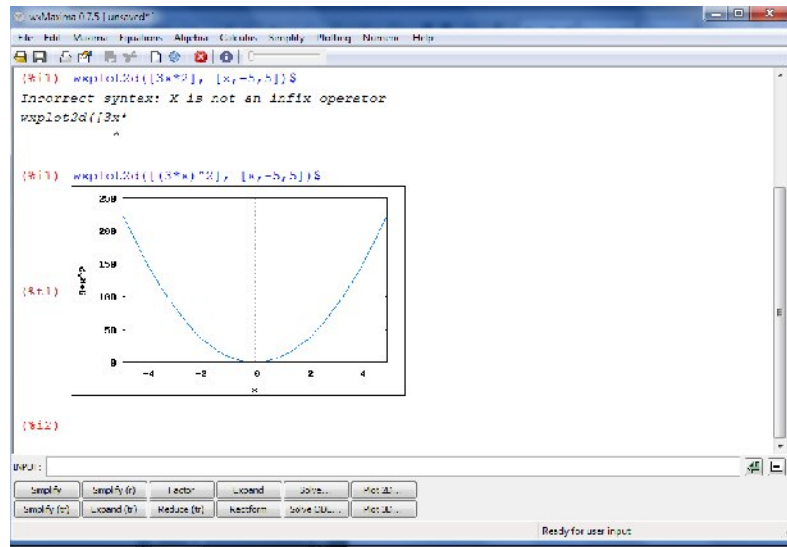 wxMaxima 0.7.5 [ unsaved* ]
File Edit Maxima Equations Algebra Calculus Simplify Plotting Numeric Help
(%i1) wxplot2d([3x*2], [x,-5,5])$
Incorrect syntax: X is not an infix operator
wxplot2d([3x*
^
(%i1) wxplot2d([(3*x)^2], [x,-5,5])$
250
200
150
100
50
0
9*x^2
(%t1)
-4 -2 0 2 4
x
(%i2)
INPUT:
Simplify Simplify (r) Factor Expand Solve... Plot 2D...
Simplify (tr) Expand (tr) Reduce (tr) Rectform Solve ODE... Plot 3D...
Ready for user input